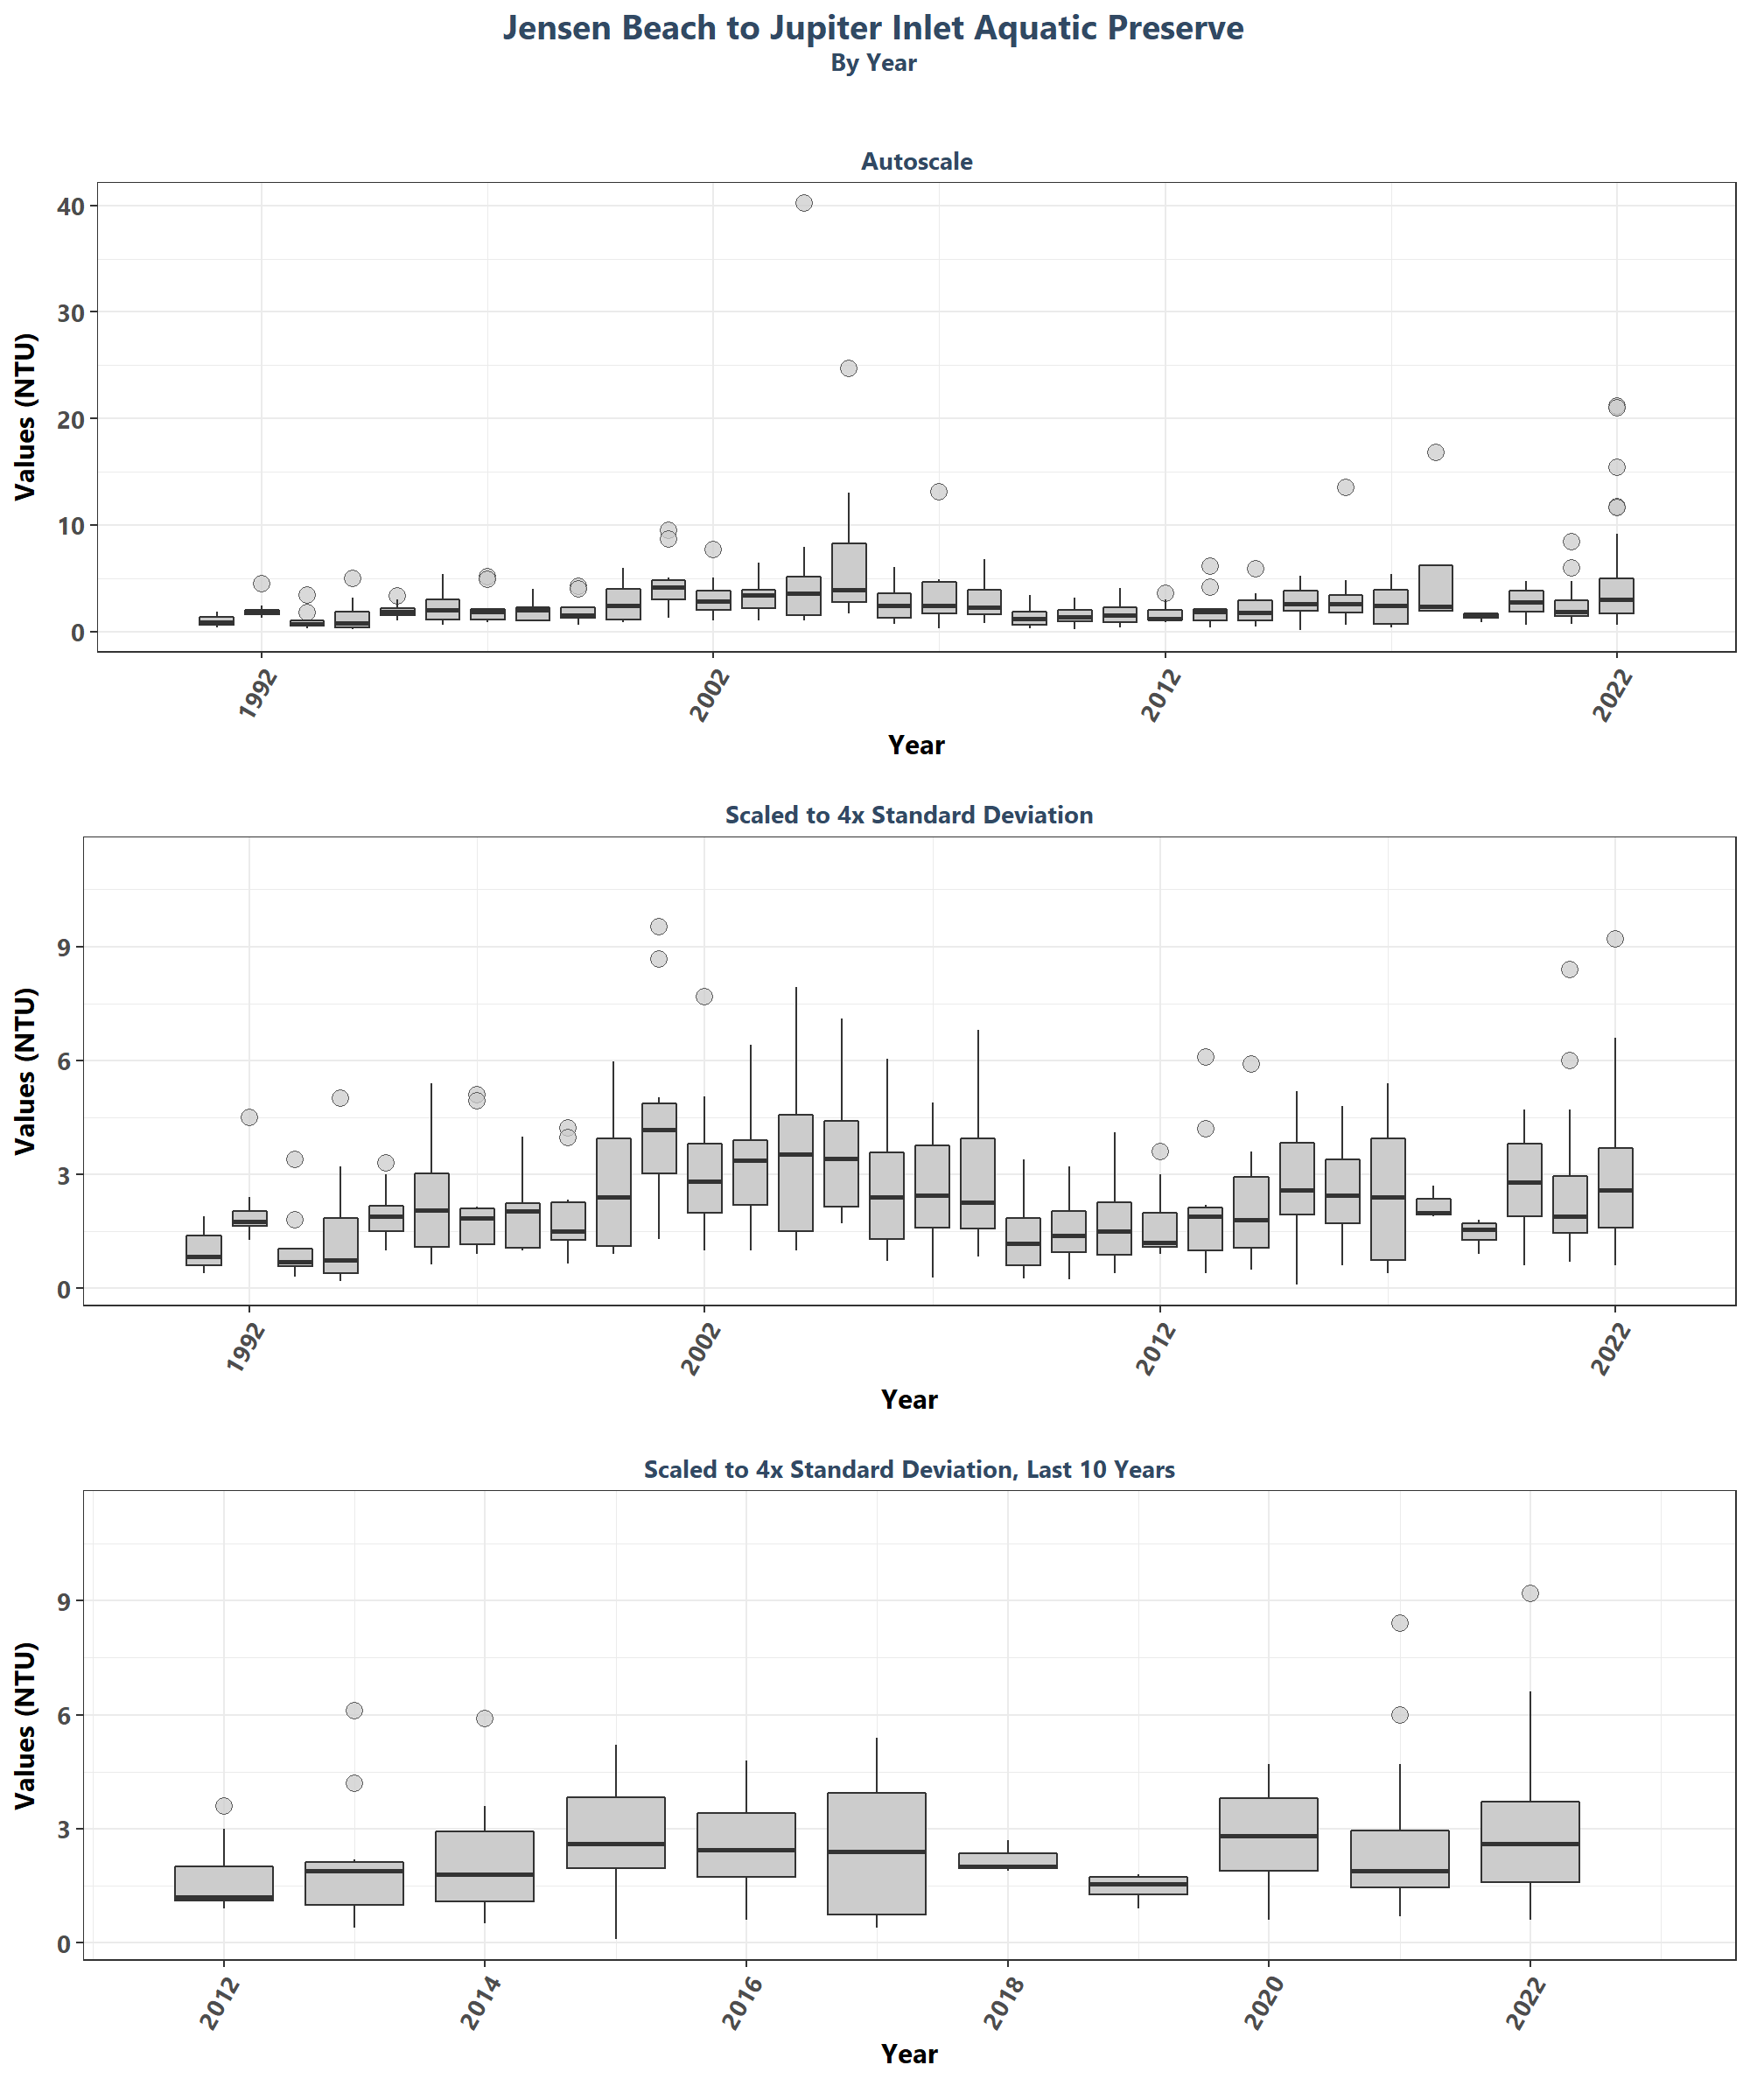 Jensen Beach to Jupiter Inlet Aquatic Preserve
By Year
Autoscale
Values (NTU)
40
30
20
10
0
1992
2002
2012
2022
Year
Scaled to 4x Standard Deviation
Values (NTU)
9
6
3
0
1992
2002
2012
2022
Year
Scaled to 4x Standard Deviation, Last 10 Years
Values (NTU)
9
6
3
0
2012
2014
2016
2018
2020
2022
Year